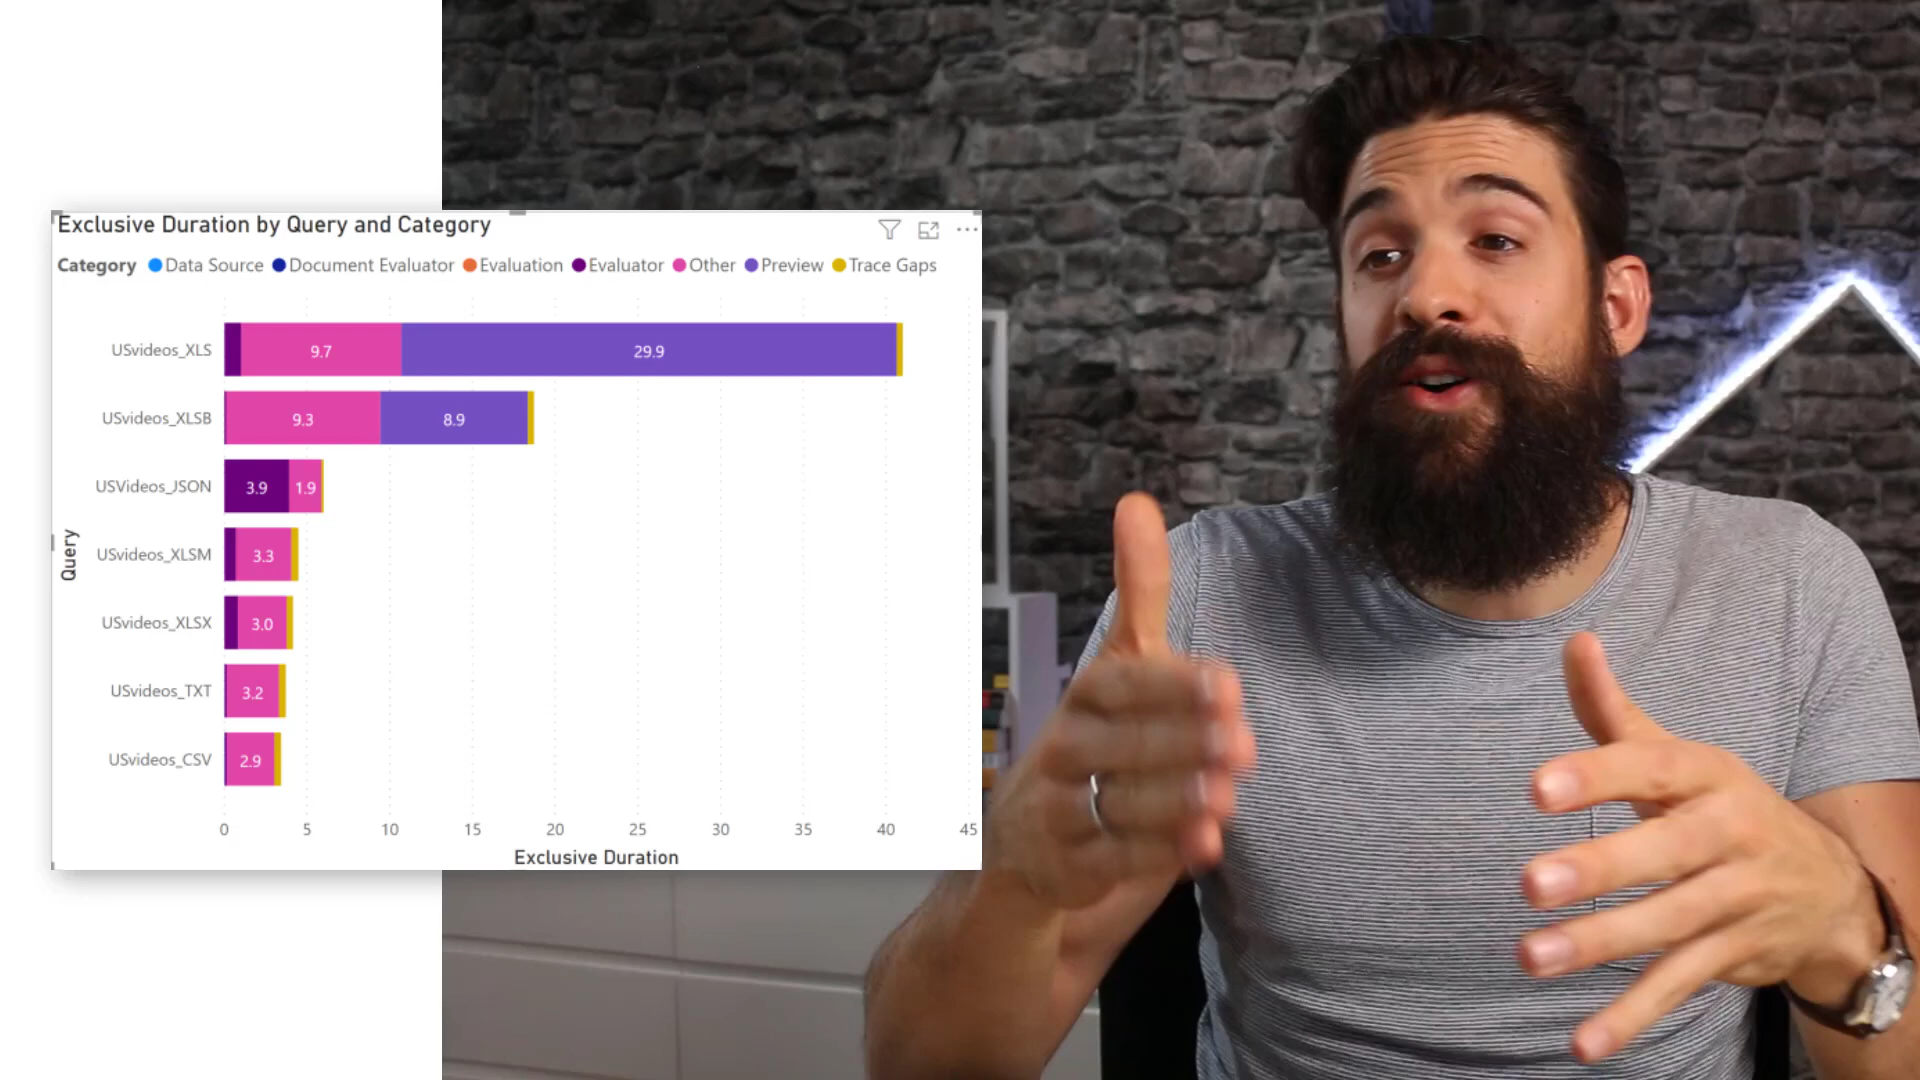 Exclusive Duration by Query and Category
Category Data Source Document Evaluator Evaluation Evaluator Other Preview Trace Gaps
Query
USvideos_XLS 9.7 29.9
USvideos_XLSB 9.3 8.9
USVideos_JSON 3.9 1.9
USvideos_XLSM 3.3
USvideos_XLSX 3.0
USvideos_TXT 3.2
USvideos_CSV 2.9
0 5 10 15 20 25 30 35 40 45
Exclusive Duration